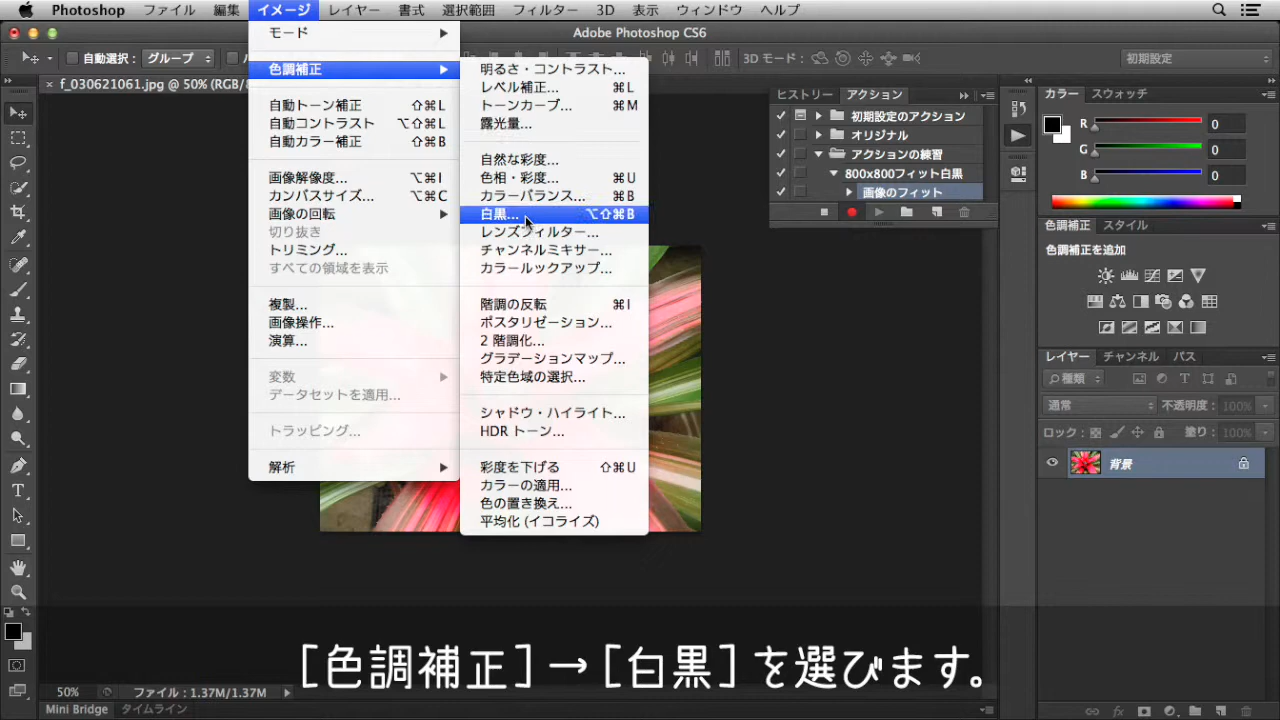 Photoshop ファイル 編集 イメージ レイヤー 書式 選択範囲 フィルター 3D 表示 ウィンドウ ヘルプ
Adobe Photoshop CS6
自動選択： グループ
3D モード：
初期設定
× f_030621061.jpg @ 50% (RGB/8
モード
色調補正
自動トーン補正 ⇧⌘L
自動コントラスト ⌥⇧⌘L
自動カラー補正 ⇧⌘B
画像解像度... ⌥⌘I
カンバスサイズ... ⌥⌘C
画像の回転
切り抜き
トリミング...
すべての領域を表示
複製...
画像操作...
演算...
変数
データセットを適用...
トラッピング...
解析
明るさ・コントラスト...
レベル補正... ⌘L
トーンカーブ... ⌘M
露光量...
自然な彩度...
色相・彩度... ⌘U
カラーバランス... ⌘B
白黒... ⌥⇧⌘B
レンズフィルター...
チャンネルミキサー...
カラールックアップ...
階調の反転 ⌘I
ポスタリゼーション...
2 階調化...
グラデーションマップ...
特定色域の選択...
シャドウ・ハイライト...
HDR トーン...
彩度を下げる ⇧⌘U
カラーの適用...
色の置き換え...
平均化 (イコライズ)
ヒストリー アクション
初期設定のアクション
オリジナル
アクションの練習
800x800フィット白黒
画像のフィット
カラー スウォッチ
R 0
G 0
B 0
色調補正 スタイル
色調補正を追加
レイヤー チャンネル パス
種類
通常 不透明度： 100%
ロック： 塗り： 100%
背景
[色調補正]→[白黒]を選びます。
50% ファイル：1.37M/1.37M
Mini Bridge タイムライン